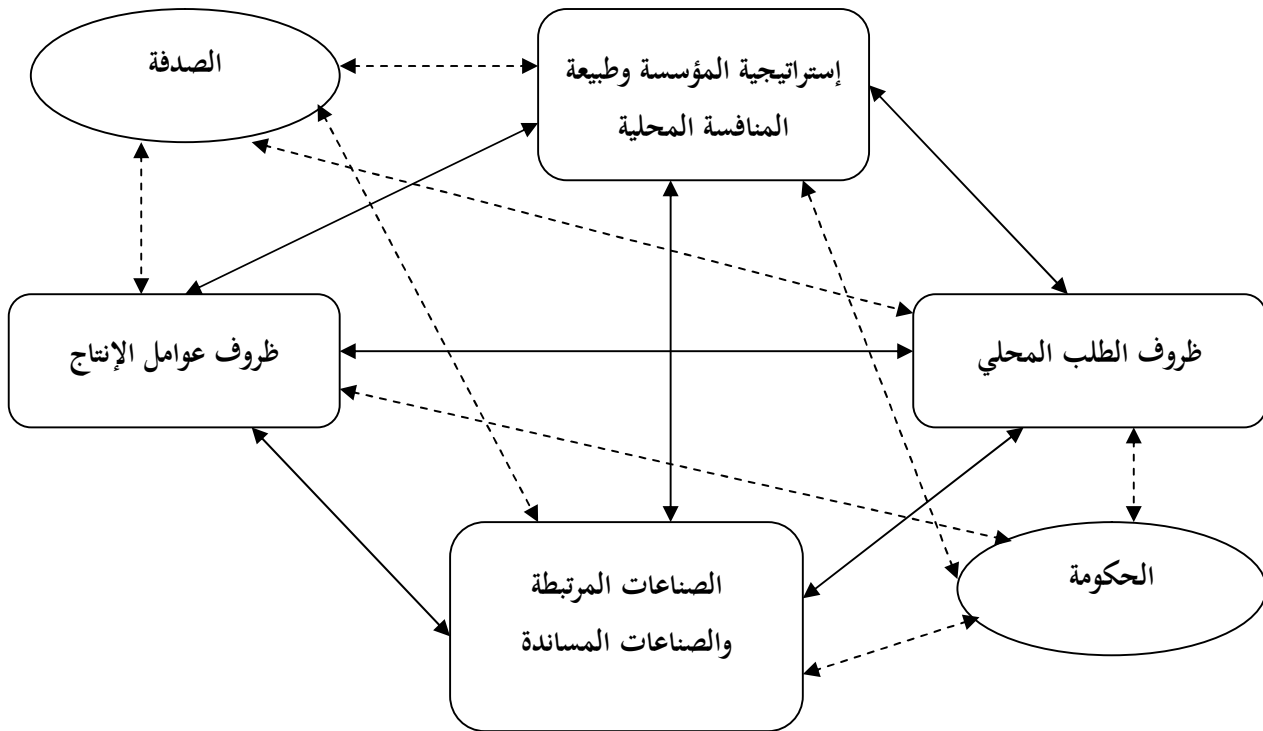 الصدفة
إستراتيجية المؤسسة وطبيعة
المنافسة المحلية
ظروف الطلب المحلي
ظروف عوامل الإنتاج
الحكومة
الصناعات المرتبطة
والصناعات المساندة